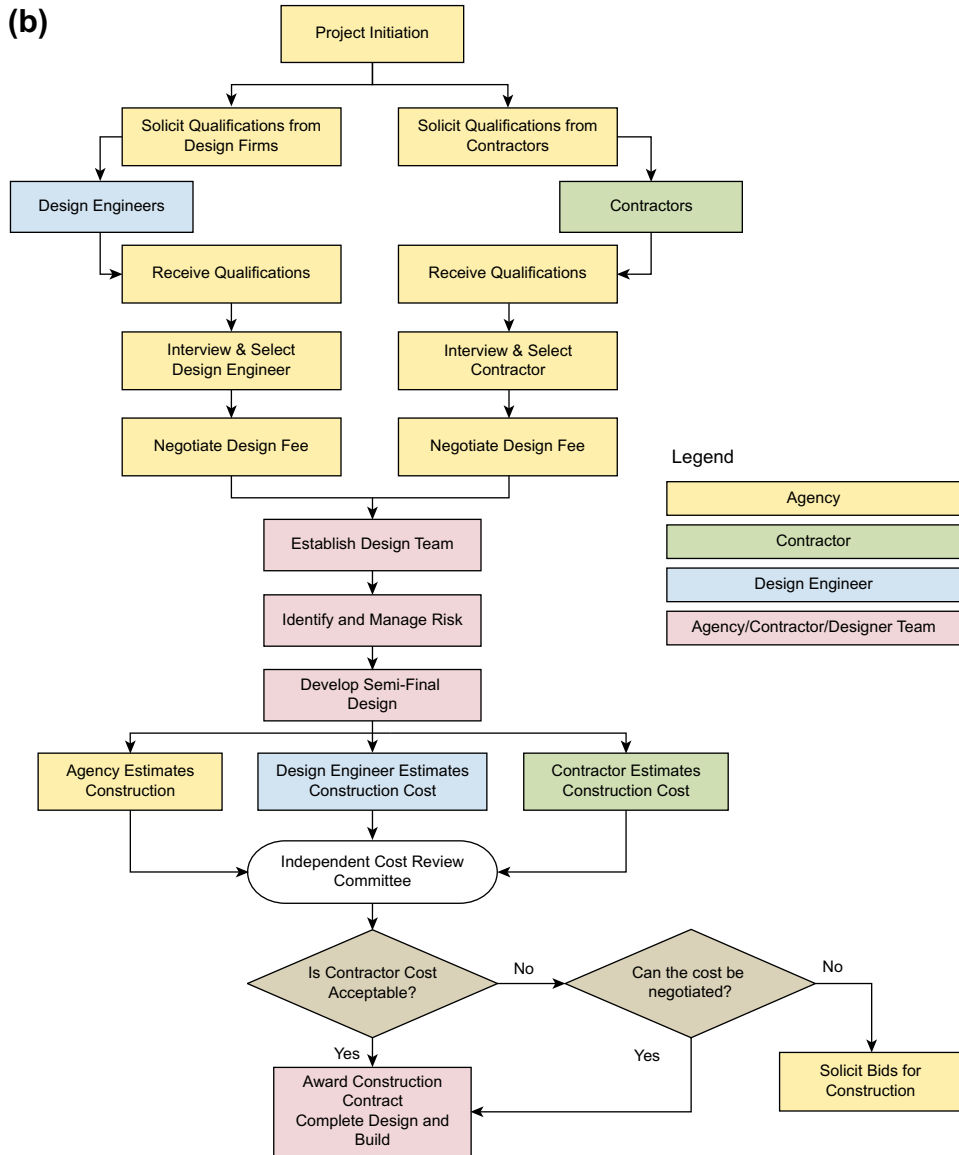 (b)
Project Initiation
Solicit Qualifications from
Design Firms
Solicit Qualifications from
Contractors
Design Engineers
Contractors
Receive Qualifications
Receive Qualifications
Interview & Select
Design Engineer
Interview & Select
Contractor
Negotiate Design Fee
Negotiate Design Fee
Legend
Agency
Contractor
Design Engineer
Agency/Contractor/Designer Team
Establish Design Team
Identify and Manage Risk
Develop Semi-Final
Design
Agency Estimates
Construction
Design Engineer Estimates
Construction Cost
Contractor Estimates
Construction Cost
Independent Cost Review
Committee
Is Contractor Cost
Acceptable?
No
Can the cost be
negotiated?
No
Yes
Yes
Award Construction
Contract
Complete Design and
Build
Solicit Bids for
Construction